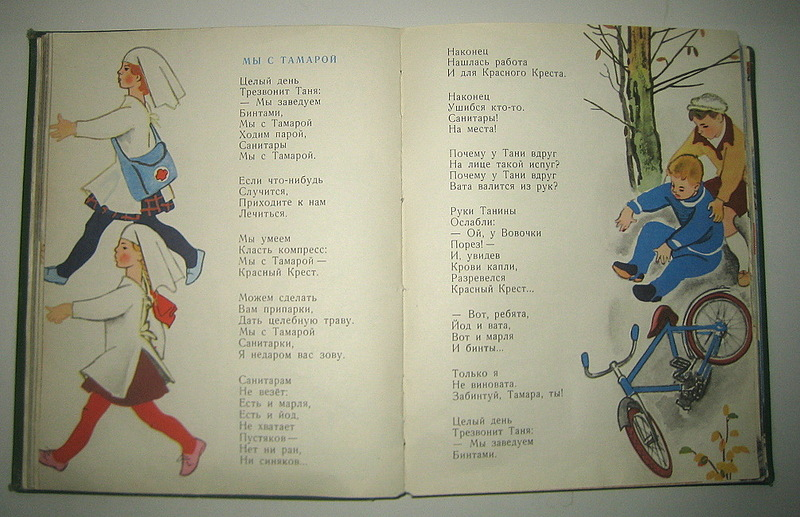 МЫ С ТАМАРОЙ
Целый день
Трезвонит Таня:
— Мы заведуем
Бинтами,
Мы с Тамарой
Ходим парой,
Санитары
Мы с Тамарой.
Если что-нибудь
Случится,
Приходите к нам
Лечиться.
Мы умеем
Класть компресс:
Мы с Тамарой —
Красный Крест.
Можем сделать
Вам припарки,
Дать целебную траву.
Мы с Тамарой
Санитарки,
Я недаром вас зову.
Санитарам
Не везёт:
Есть и марля,
Есть и йод,
Не хватает
Пустяков —
Нет ни ран,
Ни синяков...
Наконец
Нашлась работа
И для Красного Креста.
Наконец
Ушибся кто-то.
Санитары!
На места!
Почему у Тани вдруг
На лице такой испуг?
Почему у Тани вдруг
Вата валится из рук?
Руки Танины
Ослабли:
— Ой, у Вовочки
Порез! —
И, увидев
Крови капли,
Разревелся
Красный Крест...
— Вот, ребята,
Йод и вата,
Вот и марля
И бинты...
Только я
Не виновата.
Забинтуй, Тамара, ты!
Целый день
Трезвонит Таня:
— Мы заведуем
Бинтами.